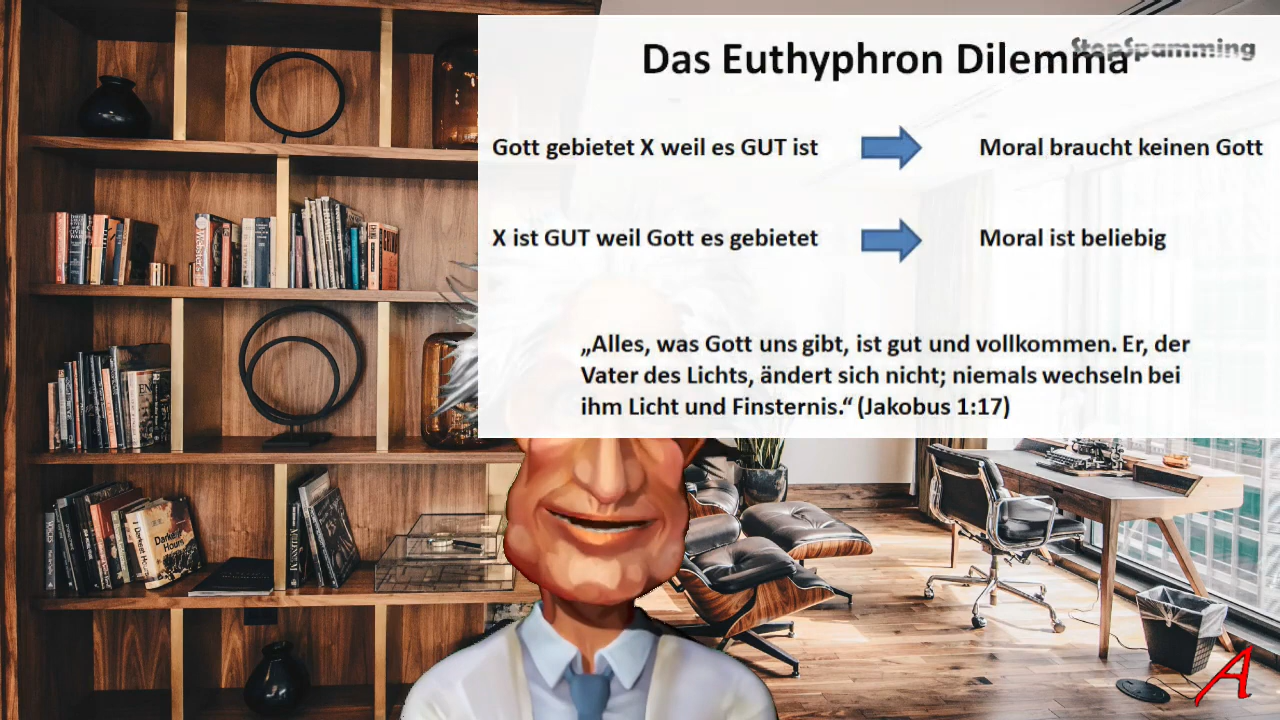 StopSpamming
Das Euthyphron Dilemma
Gott gebietet X weil es GUT ist
Moral braucht keinen Gott
X ist GUT weil Gott es gebietet
Moral ist beliebig
„Alles, was Gott uns gibt, ist gut und vollkommen. Er, der
Vater des Lichts, ändert sich nicht; niemals wechseln bei
ihm Licht und Finsternis.“ (Jakobus 1:17)
Darkest
Hour
A